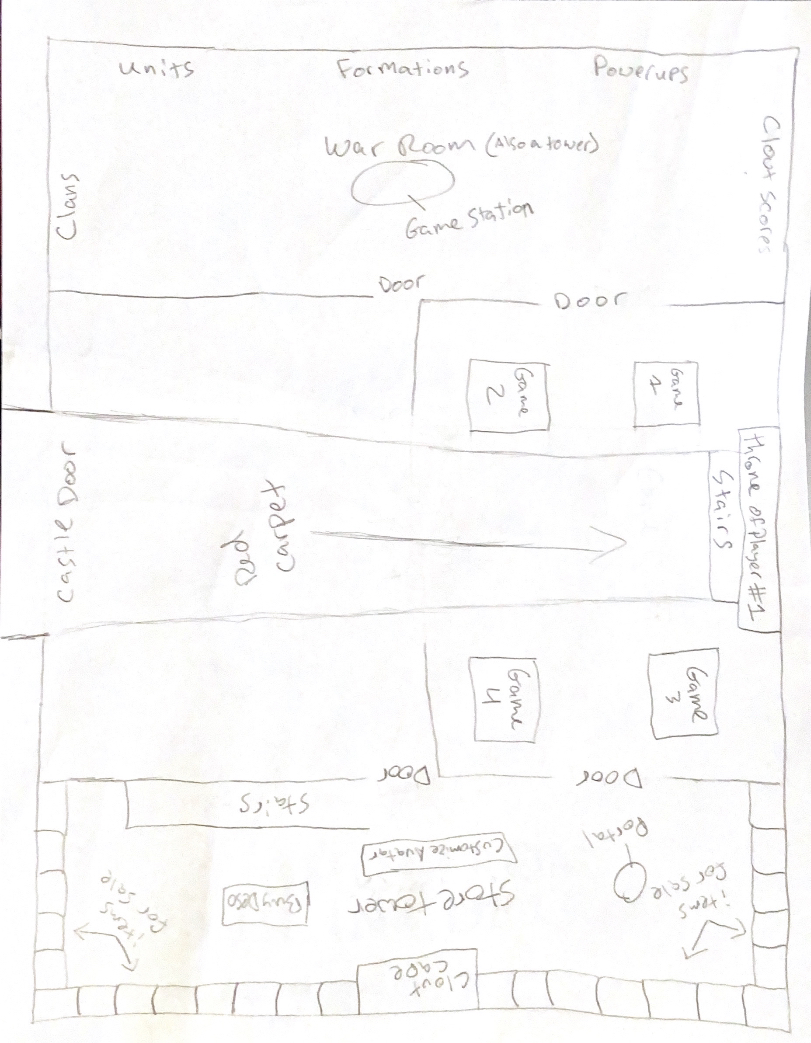 Clout Scores
Powerups
Formations
Units
Clans
War Room (Also a tower)
Game Station
Door
Door
throne of Player #1
Stairs
Game
1
Game
2
Game
3
Game
4
Red
Carpet
Castle Door
Door
Door
Stairs
items
for sale
Portal
Store tower
Customize Avatar
Clout
Cape
Buy Deso
items
for sale